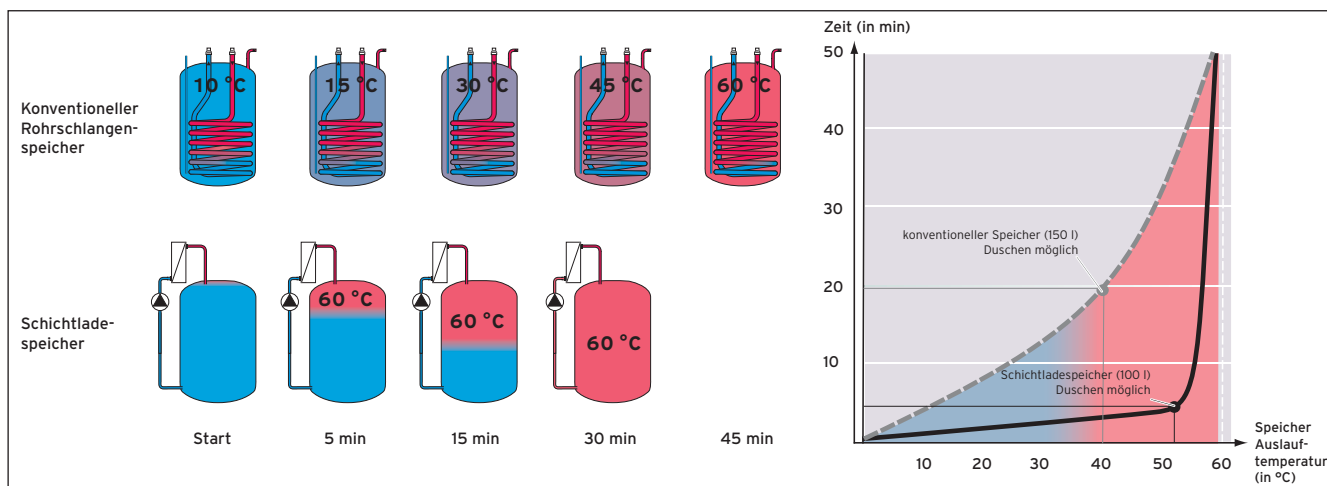 Konventioneller
Rohrschlangen-
speicher
10 °C
15 °C
30 °C
45 °C
60 °C
Schichtlade-
speicher
60 °C
60 °C
60 °C
Start
5 min
15 min
30 min
45 min
Zeit (in min)
50
40
30
20
10
konventioneller Speicher (150 l)
Duschen möglich
Schichtladespeicher (100 l)
Duschen möglich
10
20
30
40
50
60
Speicher
Auslauf-
temperatur
(in °C)